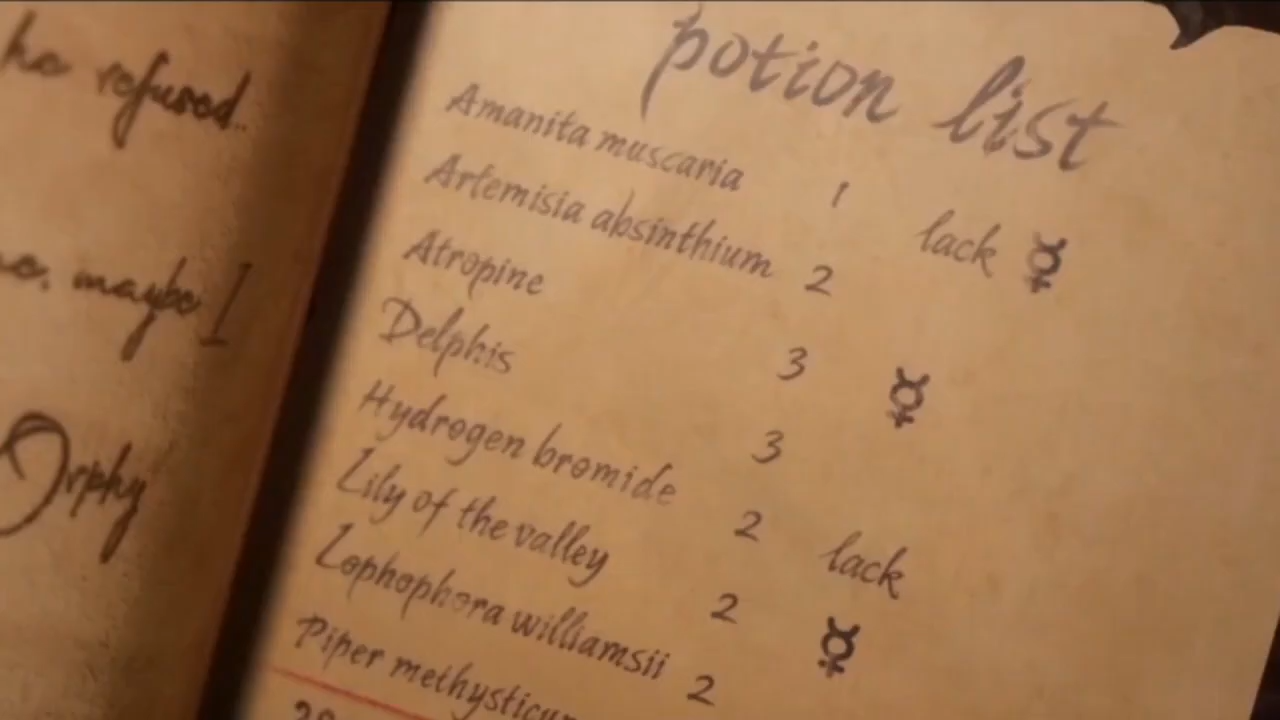 he refused..
maybe I
Orphy
potion list
Amanita muscaria 1 lack ☿
Artemisia absinthium 2
Atropine 3 ☿
Delphis 3
Hydrogen bromide 2 lack
Lily of the valley 2 ☿
Lophophora williamsii 2
Piper